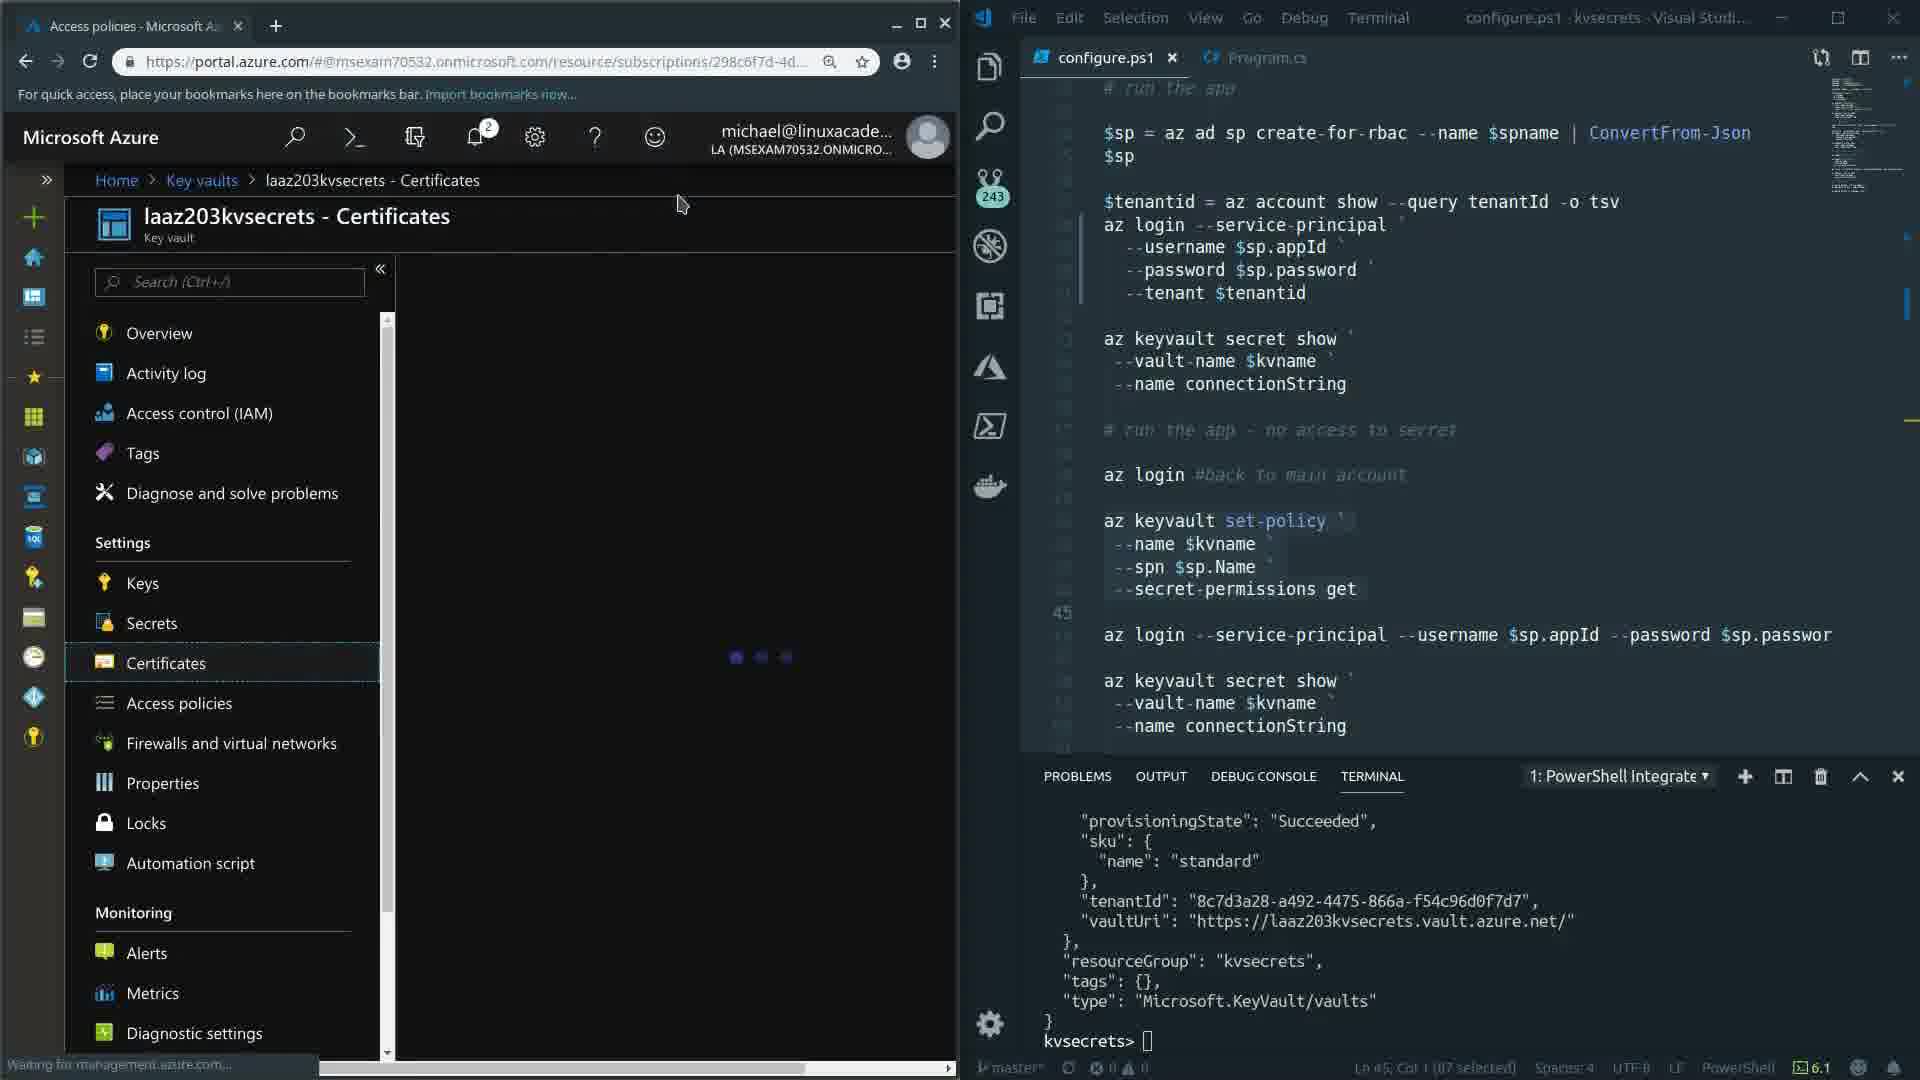 Access policies - Microsoft Az
https://portal.azure.com/#@msexam70532.onmicrosoft.com/resource/subscriptions/298c6f7d-4d...
For quick access, place your bookmarks here on the bookmarks bar. Import bookmarks now...
Microsoft Azure
2
michael@linuxacade...
LA (MSEXAM70532.ONMICRO...
Home > Key vaults > laaz203kvsecrets - Certificates
laaz203kvsecrets - Certificates
Key vault
Search (Ctrl+/)
Overview
Activity log
Access control (IAM)
Tags
Diagnose and solve problems
Settings
Keys
Secrets
Certificates
Access policies
Firewalls and virtual networks
Properties
Locks
Automation script
Monitoring
Alerts
Metrics
Diagnostic settings
Waiting for management.azure.com...
File Edit Selection View Go Debug Terminal configure.ps1 - kvsecrets - Visual Studi...
configure.ps1 Program.cs
243
# run the app
$sp = az ad sp create-for-rbac --name $spname | ConvertFrom-Json
$sp
$tenantid = az account show --query tenantId -o tsv
az login --service-principal `
--username $sp.appId `
--password $sp.password `
--tenant $tenantid
az keyvault secret show `
--vault-name $kvname `
--name connectionString
# run the app - no access to secret
az login #back to main account
az keyvault set-policy `
--name $kvname `
--spn $sp.Name `
--secret-permissions get
45
az login --service-principal --username $sp.appId --password $sp.passwor
az keyvault secret show `
--vault-name $kvname `
--name connectionString
PROBLEMS OUTPUT DEBUG CONSOLE TERMINAL 1: PowerShell Integrate
"provisioningState": "Succeeded",
"sku": {
"name": "standard"
},
"tenantId": "8c7d3a28-a492-4475-866a-f54c96d0f7d7",
"vaultUri": "https://laaz203kvsecrets.vault.azure.net/"
},
"resourceGroup": "kvsecrets",
"tags": {},
"type": "Microsoft.KeyVault/vaults"
}
kvsecrets>
master* 0 0 Ln 45, Col 1 (87 selected) Spaces: 4 UTF-8 LF PowerShell 6.1